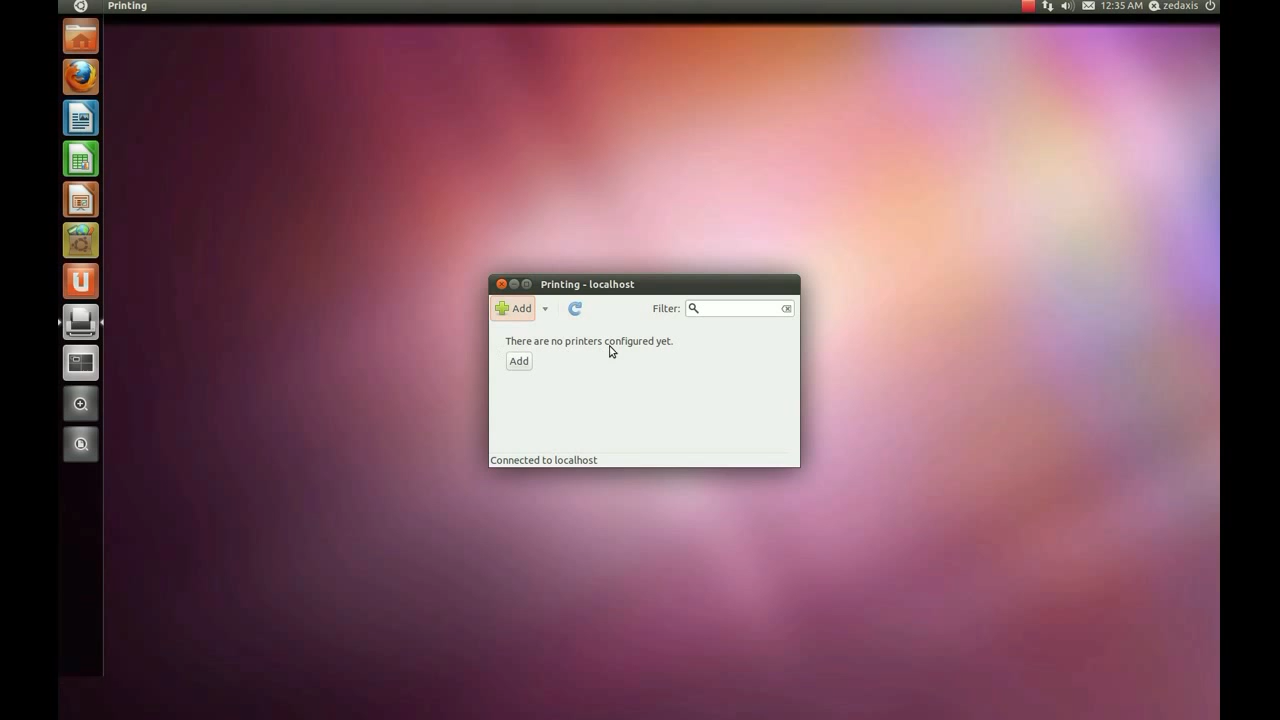 Printing
12:35 AM
zedaxis
Printing - localhost
Add
Filter:
There are no printers configured yet.
Add
Connected to localhost